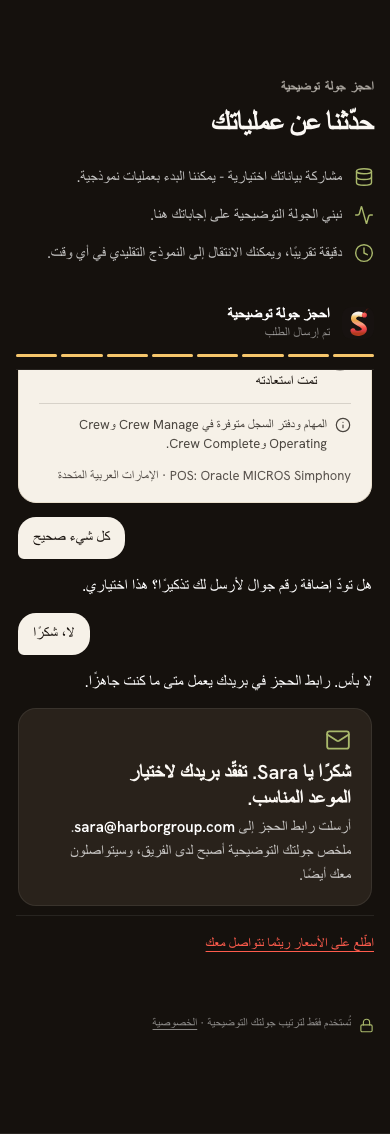 احجز جولة توضيحية
حدّثنا عن عملياتك
مشاركة بياناتك اختيارية - يمكننا البدء بعمليات نموذجية.
نبني الجولة التوضيحية على إجاباتك هنا.
دقيقة تقريبًا، ويمكنك الانتقال إلى النموذج التقليدي في أي وقت.
احجز جولة توضيحية
تم إرسال الطلب
تمت استعادته
المهام ودفتر السجل متوفرة في Crew Manage وCrew
Operating وCrew Complete.
POS: Oracle MICROS Simphony · الإمارات العربية المتحدة
كل شيء صحيح
هل تودّ إضافة رقم جوال لأرسل لك تذكيرًا؟ هذا اختياري.
لا، شكرًا
لا بأس. رابط الحجز في بريدك يعمل متى ما كنت جاهزًا.
شكرًا يا Sara. تفقّد بريدك لاختيار
الموعد المناسب.
أرسلت رابط الحجز إلى sara@harborgroup.com.
ملخص جولتك التوضيحية أصبح لدى الفريق، وسيتواصلون
معك أيضًا.
اطّلع على الأسعار ريثما نتواصل معك
تُستخدم فقط لترتيب جولتك التوضيحية · الخصوصية